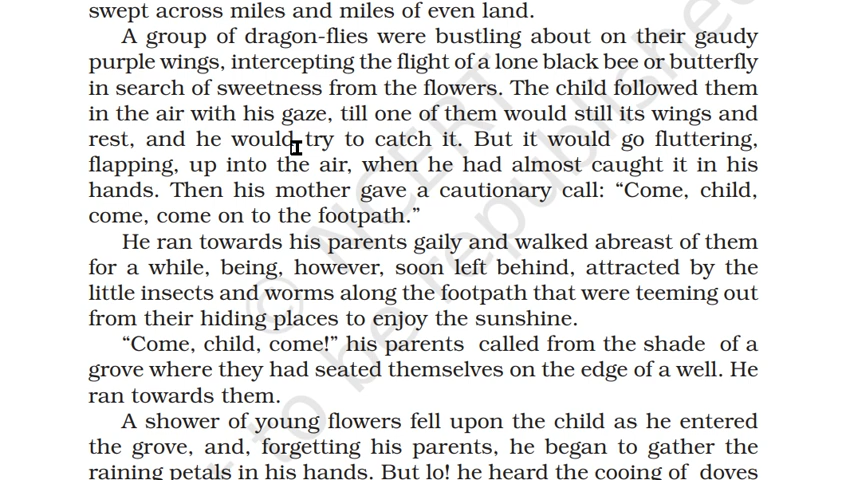 swept across miles and miles of even land.
A group of dragon-flies were bustling about on their gaudy
purple wings, intercepting the flight of a lone black bee or butterfly
in search of sweetness from the flowers. The child followed them
in the air with his gaze, till one of them would still its wings and
rest, and he would try to catch it. But it would go fluttering,
flapping, up into the air, when he had almost caught it in his
hands. Then his mother gave a cautionary call: “Come, child,
come, come on to the footpath.”
He ran towards his parents gaily and walked abreast of them
for a while, being, however, soon left behind, attracted by the
little insects and worms along the footpath that were teeming out
from their hiding places to enjoy the sunshine.
“Come, child, come!” his parents called from the shade of a
grove where they had seated themselves on the edge of a well. He
ran towards them.
A shower of young flowers fell upon the child as he entered
the grove, and, forgetting his parents, he began to gather the
raining petals in his hands. But lo! he heard the cooing of doves
© NCERT
to be republished